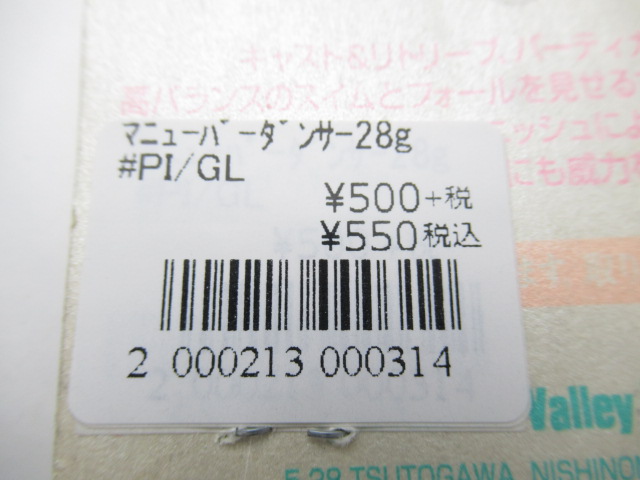 キャスト&リトリーブ、バーティカ
高バランスのスイムとフォールを見せる
ッシュによ
にも威力
マニューバーダンサー28g
#PI/GL
¥500+税
¥550税込
2 000213 000314
Valley
5-28 TSUTOGAWA, NISHINOM